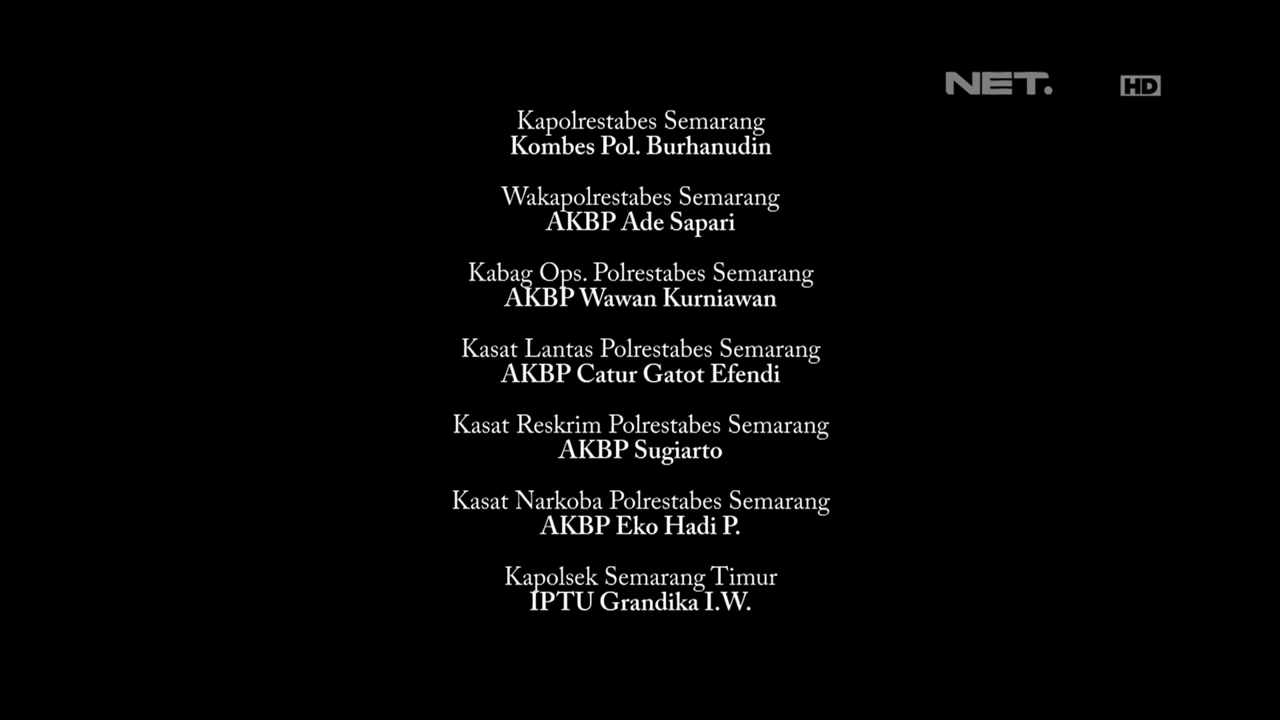 NET.
HD
Kapolrestabes Semarang
Kombes Pol. Burhanudin
Wakapolrestabes Semarang
AKBP Ade Sapari
Kabag Ops. Polrestabes Semarang
AKBP Wawan Kurniawan
Kasat Lantas Polrestabes Semarang
AKBP Catur Gatot Efendi
Kasat Reskrim Polrestabes Semarang
AKBP Sugiarto
Kasat Narkoba Polrestabes Semarang
AKBP Eko Hadi P.
Kapolsek Semarang Timur
IPTU Grandika I.W.